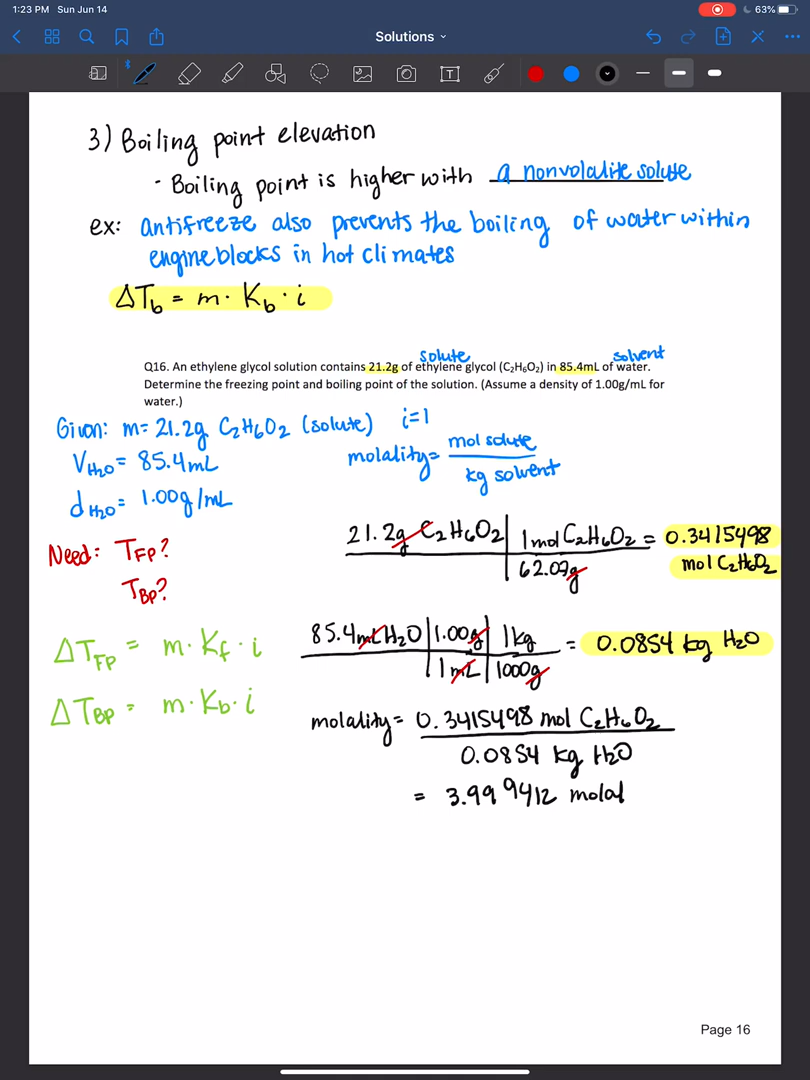 1:23 PM Sun Jun 14
63%
Solutions
3) Boiling point elevation
· Boiling point is higher with a nonvolatile solute
ex: antifreeze also prevents the boiling of water within
engine blocks in hot climates
ΔTb = m · Kb · i
solute solvent
Q16. An ethylene glycol solution contains 21.2g of ethylene glycol (C2H6O2) in 85.4mL of water.
Determine the freezing point and boiling point of the solution. (Assume a density of 1.00g/mL for
water.)
Given: m= 21.2g C2H6O2 (solute) i=1
VH2O = 85.4mL
dH2O = 1.00g/mL
molality = mol solute
kg solvent
Need: TFP?
TBP?
21.2g C2H6O2 | 1 mol C2H6O2 = 0.3415498
62.07g mol C2H6O2
ΔTFP = m · Kf · i
ΔTBP = m · Kb · i
85.4mL H2O | 1.00g | 1kg = 0.0854 kg H2O
1mL | 1000g
molality = 0.3415498 mol C2H6O2
0.0854 kg H2O
= 3.999412 molal
Page 16